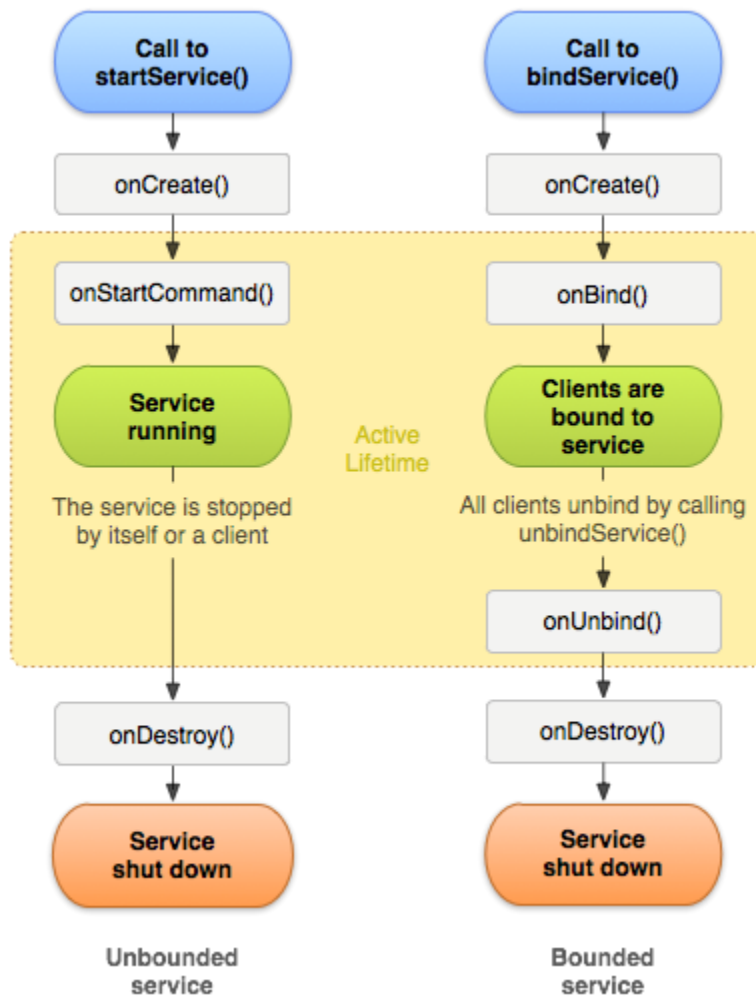 Call to
startService()
onCreate()
onStartCommand()
Service
running
The service is stopped
by itself or a client
onDestroy()
Service
shut down
Unbounded
service
Active
Lifetime
Call to
bindService()
onCreate()
onBind()
Clients are
bound to
service
All clients unbind by calling
unbindService()
onUnbind()
onDestroy()
Service
shut down
Bounded
service